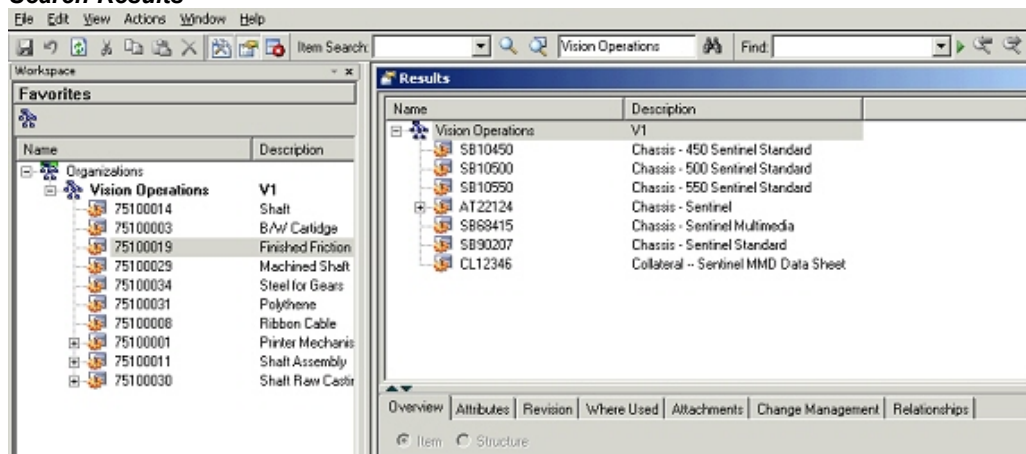 Search Results
File Edit View Actions Window Help
Item Search: Vision Operations Find:
Workspace
Favorites
Name Description
Organizations
Vision Operations V1
75100014 Shaft
75100003 B/W Cartidge
75100019 Finished Friction
75100029 Machined Shaft
75100034 Steel for Gears
75100031 Polythene
75100008 Ribbon Cable
75100001 Printer Mechanis
75100011 Shaft Assembly
75100030 Shaft Raw Castin
Results
Name Description
Vision Operations V1
SB10450 Chassis - 450 Sentinel Standard
SB10500 Chassis - 500 Sentinel Standard
SB10550 Chassis - 550 Sentinel Standard
AT22124 Chassis - Sentinel
SB68415 Chassis - Sentinel Multimedia
SB90207 Chassis - Sentinel Standard
CL12346 Collateral -- Sentinel MMD Data Sheet
Overview Attributes Revision Where Used Attachments Change Management Relationships
Item Structure